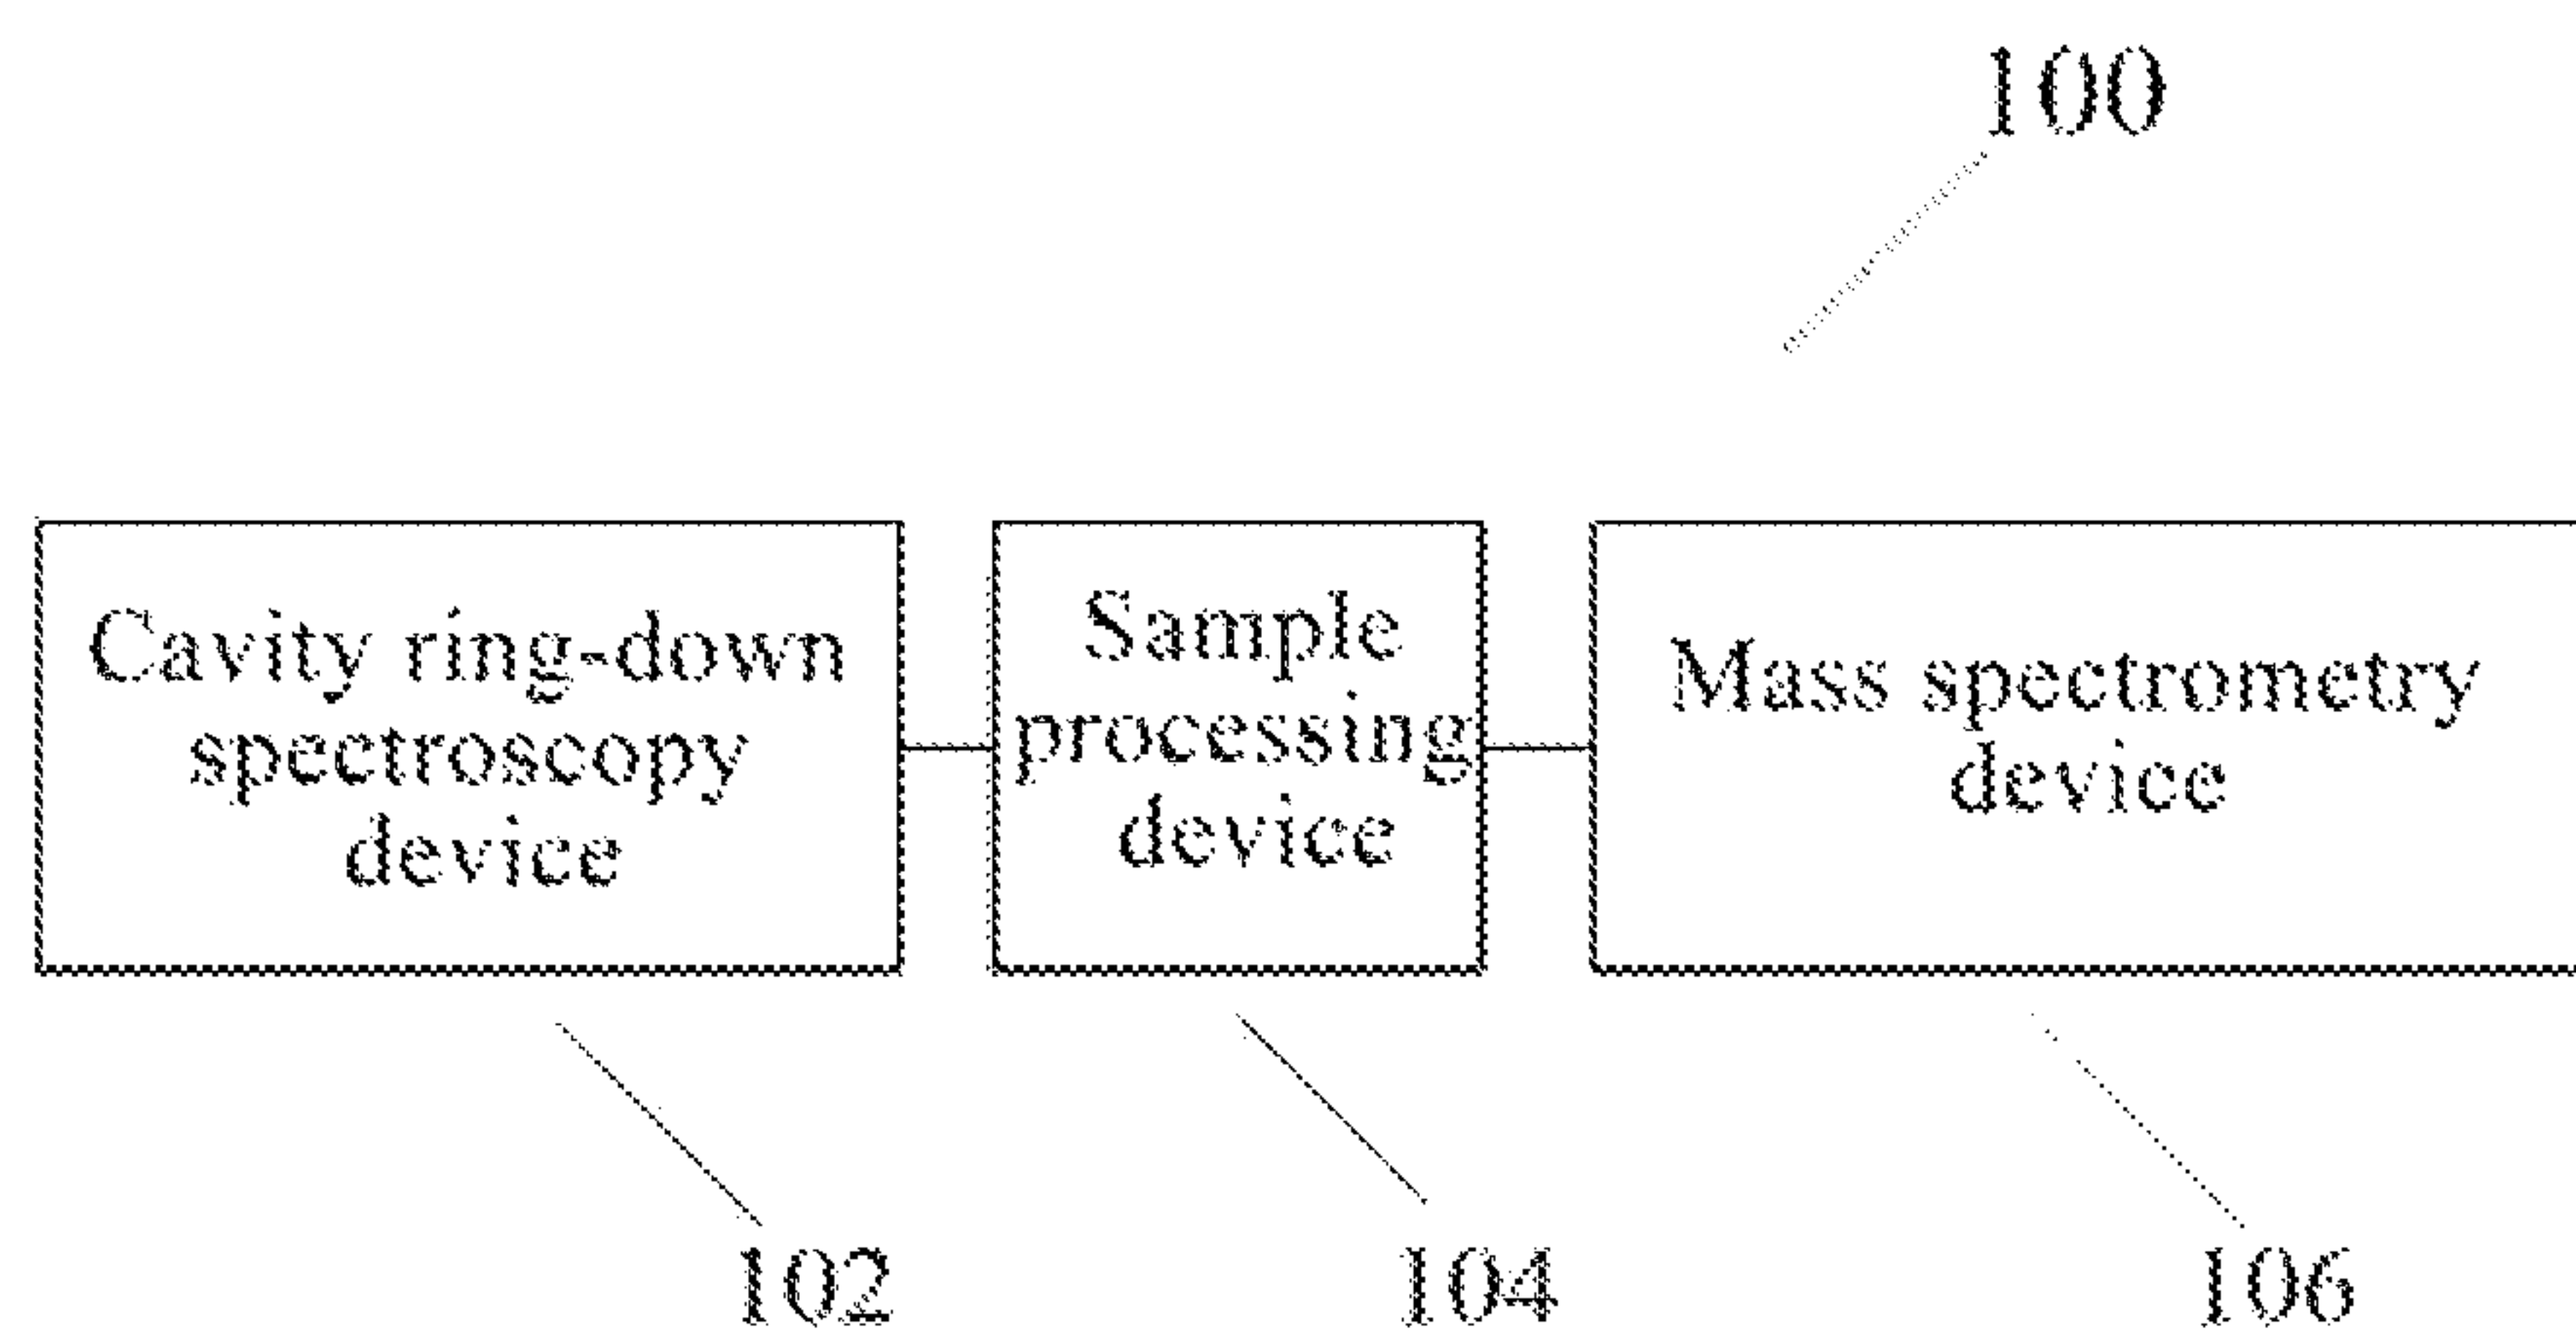 100
Cavity ring-down
spectroscopy
device
Sample
processing
device
Mass spectrometry
device
102
104
106